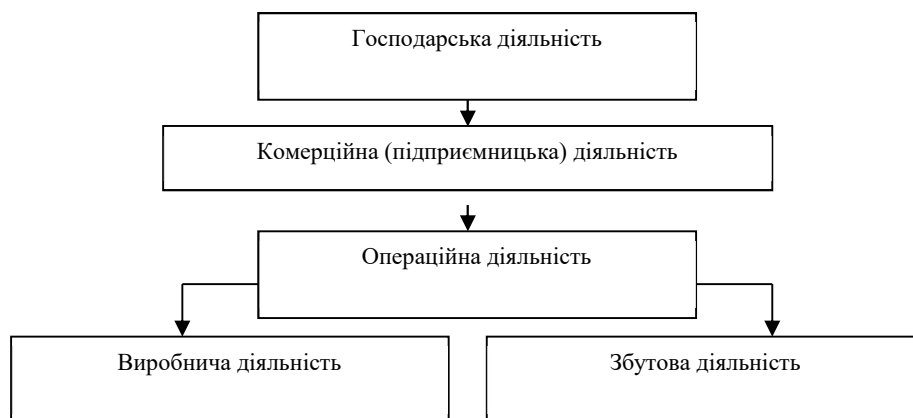 Господарська діяльність
Комерційна (підприємницька) діяльність
Операційна діяльність
Виробнича діяльність
Збутова діяльність